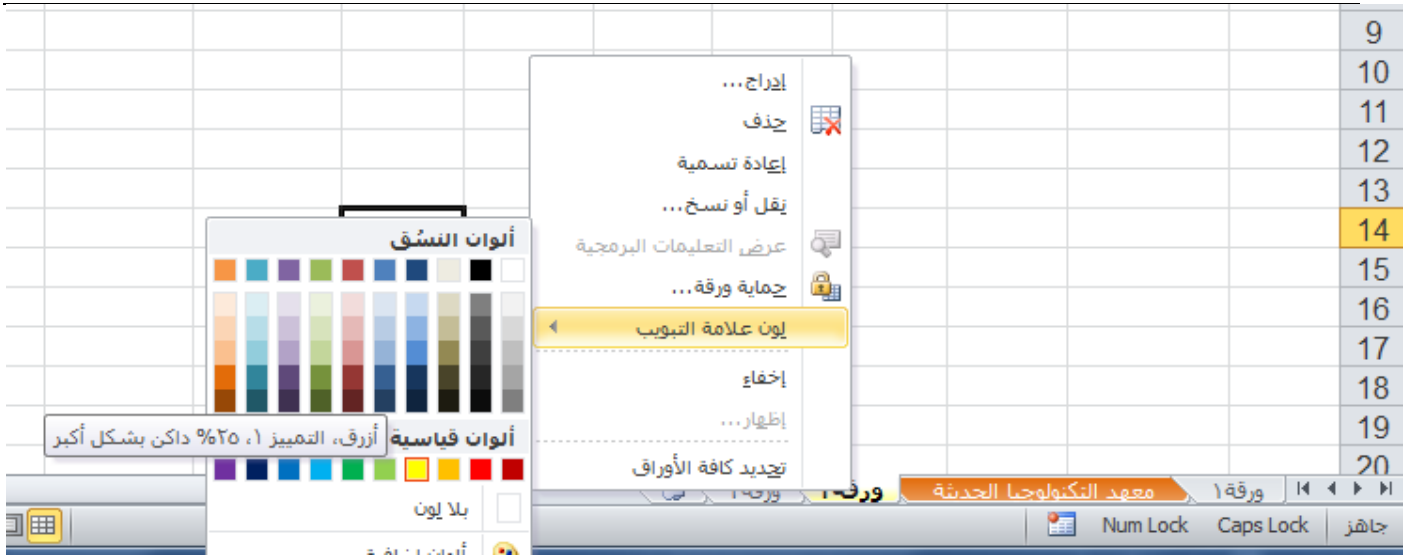 9
10
11
12
13
14
15
16
17
18
19
20
إدراج...
حذف
إعادة تسمية
نقل أو نسخ...
عرض التعليمات البرمجية
حماية ورقة...
لون علامة التبويب
إخفاء
إظهار...
تحديد كافة الأوراق
ألوان النسُق
ألوان قياسية
أزرق، التمييز ١، ٢٥% داكن بشكل أكبر
بلا لون
ورقة١
معهد التكنولوجيا الحديثة
جاهز
Caps Lock
Num Lock